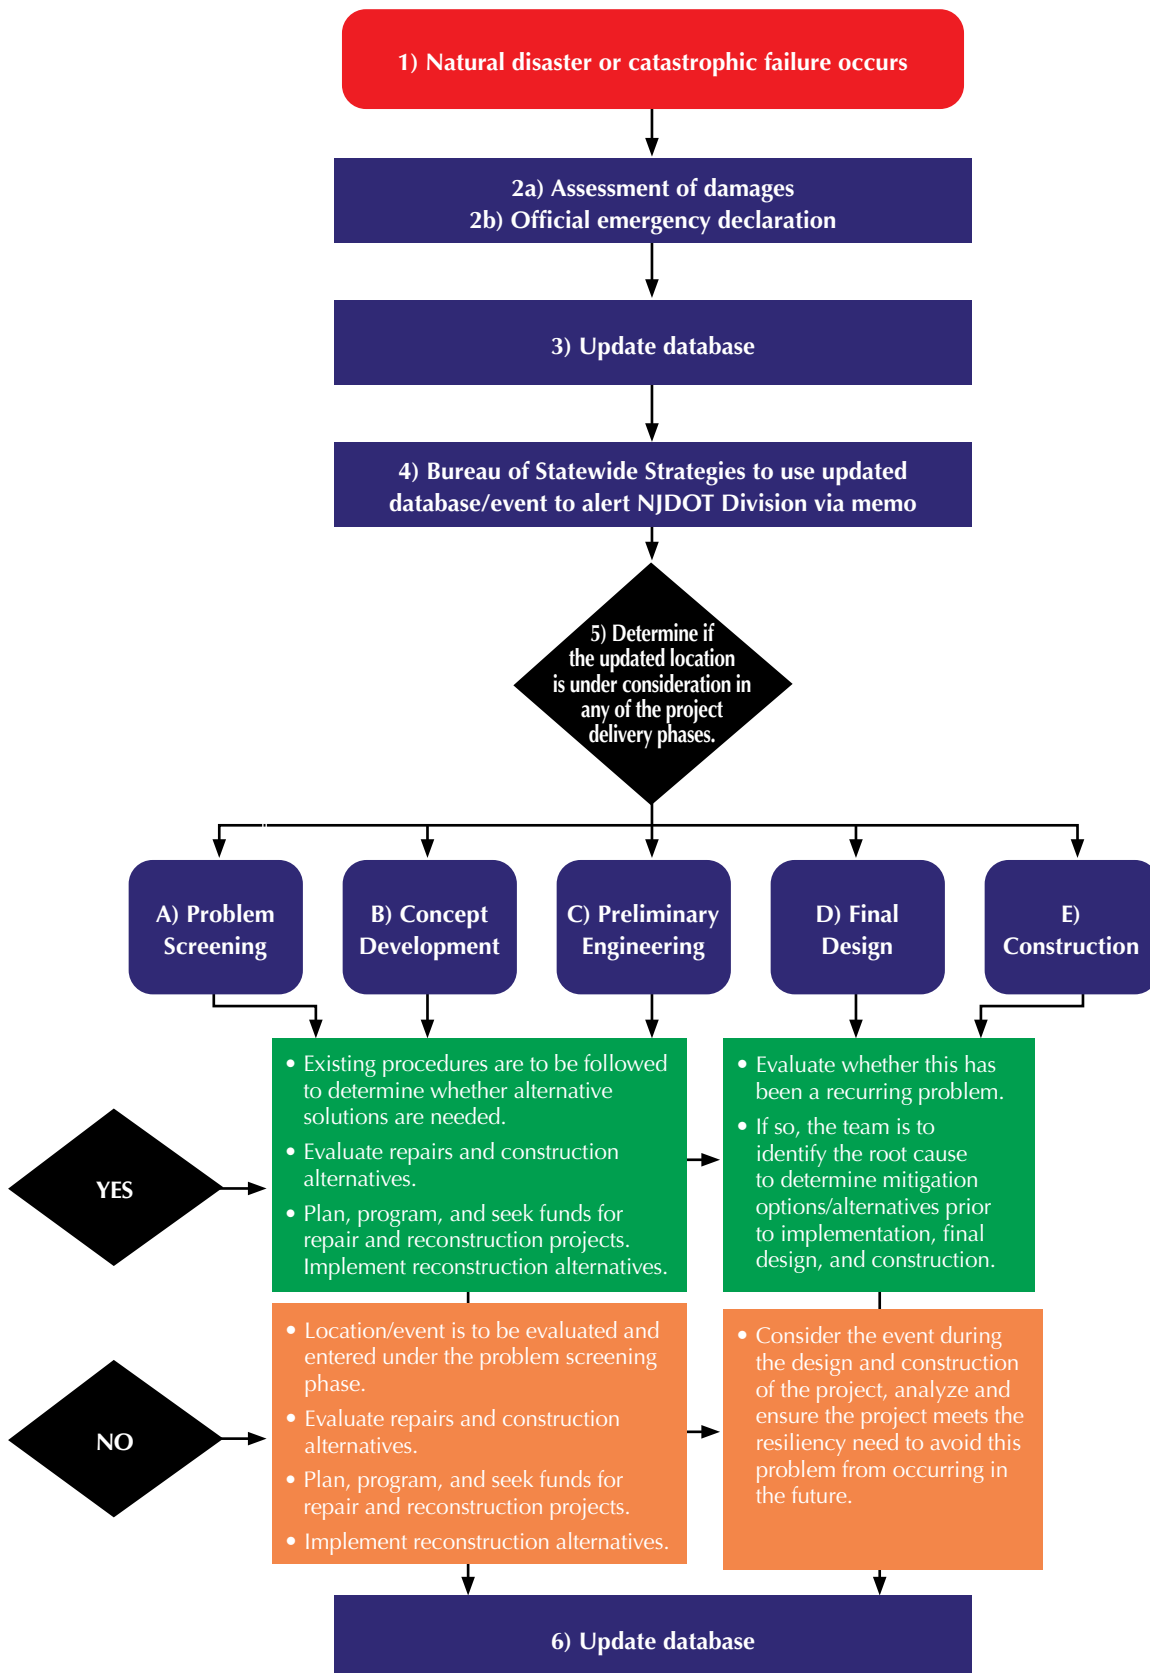 1) Natural disaster or catastrophic failure occurs
2a) Assessment of damages
2b) Official emergency declaration
3) Update database
4) Bureau of Statewide Strategies to use updated
database/event to alert NJDOT Division via memo
5) Determine if
the updated location
is under consideration in
any of the project
delivery phases.
A) Problem
Screening
B) Concept
Development
C) Preliminary
Engineering
D) Final
Design
E)
Construction
YES
• Existing procedures are to be followed
to determine whether alternative
solutions are needed.
• Evaluate repairs and construction
alternatives.
• Plan, program, and seek funds for
repair and reconstruction projects.
Implement reconstruction alternatives.
• Evaluate whether this has
been a recurring problem.
• If so, the team is to
identify the root cause
to determine mitigation
options/alternatives prior
to implementation, final
design, and construction.
NO
• Location/event is to be evaluated and
entered under the problem screening
phase.
• Evaluate repairs and construction
alternatives.
• Plan, program, and seek funds for
repair and reconstruction projects.
• Implement reconstruction alternatives.
• Consider the event during
the design and construction
of the project, analyze and
ensure the project meets the
resiliency need to avoid this
problem from occurring in
the future.
6) Update database